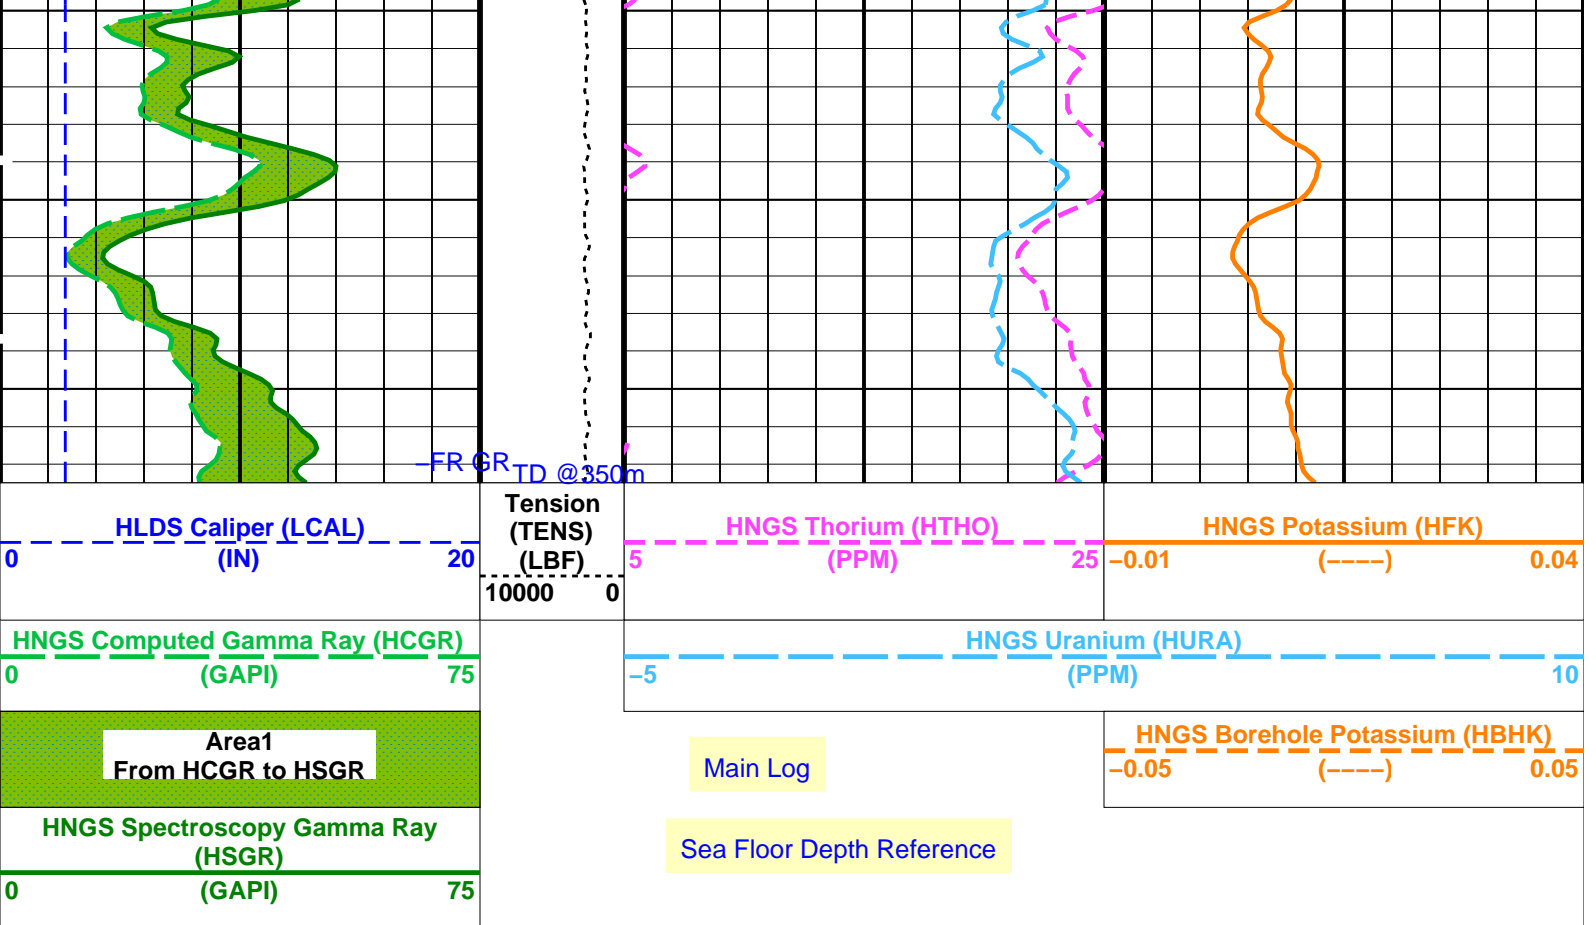 –FR GR
TD @350m
HLDS Caliper (LCAL)
0 (IN) 20
Tension
(TENS)
(LBF)
10000 0
HNGS Thorium (HTHO)
5 (PPM) 25
HNGS Potassium (HFK)
–0.01 (––––) 0.04
HNGS Computed Gamma Ray (HCGR)
0 (GAPI) 75
HNGS Uranium (HURA)
–5 (PPM) 10
Area1
From HCGR to HSGR
HNGS Borehole Potassium (HBHK)
–0.05 (––––) 0.05
Main Log
HNGS Spectroscopy Gamma Ray
(HSGR)
0 (GAPI) 75
Sea Floor Depth Reference